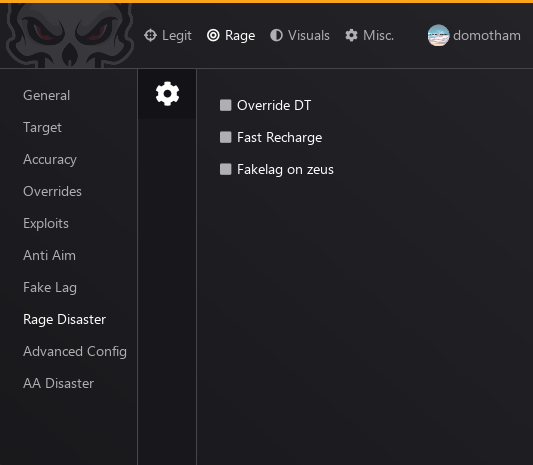 Legit Rage Visuals Misc. domotham
General
Target
Accuracy
Overrides
Exploits
Anti Aim
Fake Lag
Rage Disaster
Advanced Config
AA Disaster
Override DT
Fast Recharge
Fakelag on zeus